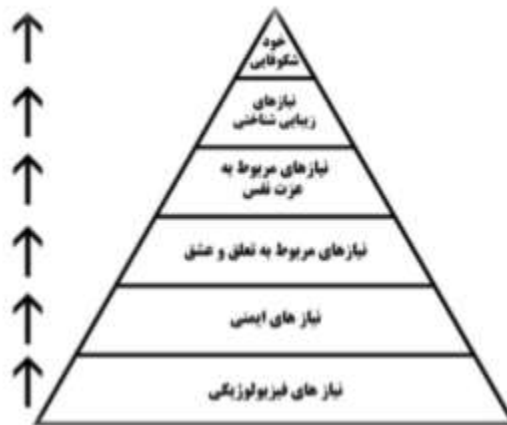 خود
شکوفایی
نیازهای
زیبایی شناختی
نیازهای مربوط به
عزت نفس
نیازهای مربوط به تعلق و عشق
نیاز های ایمنی
نیاز های فیزیولوژیکی